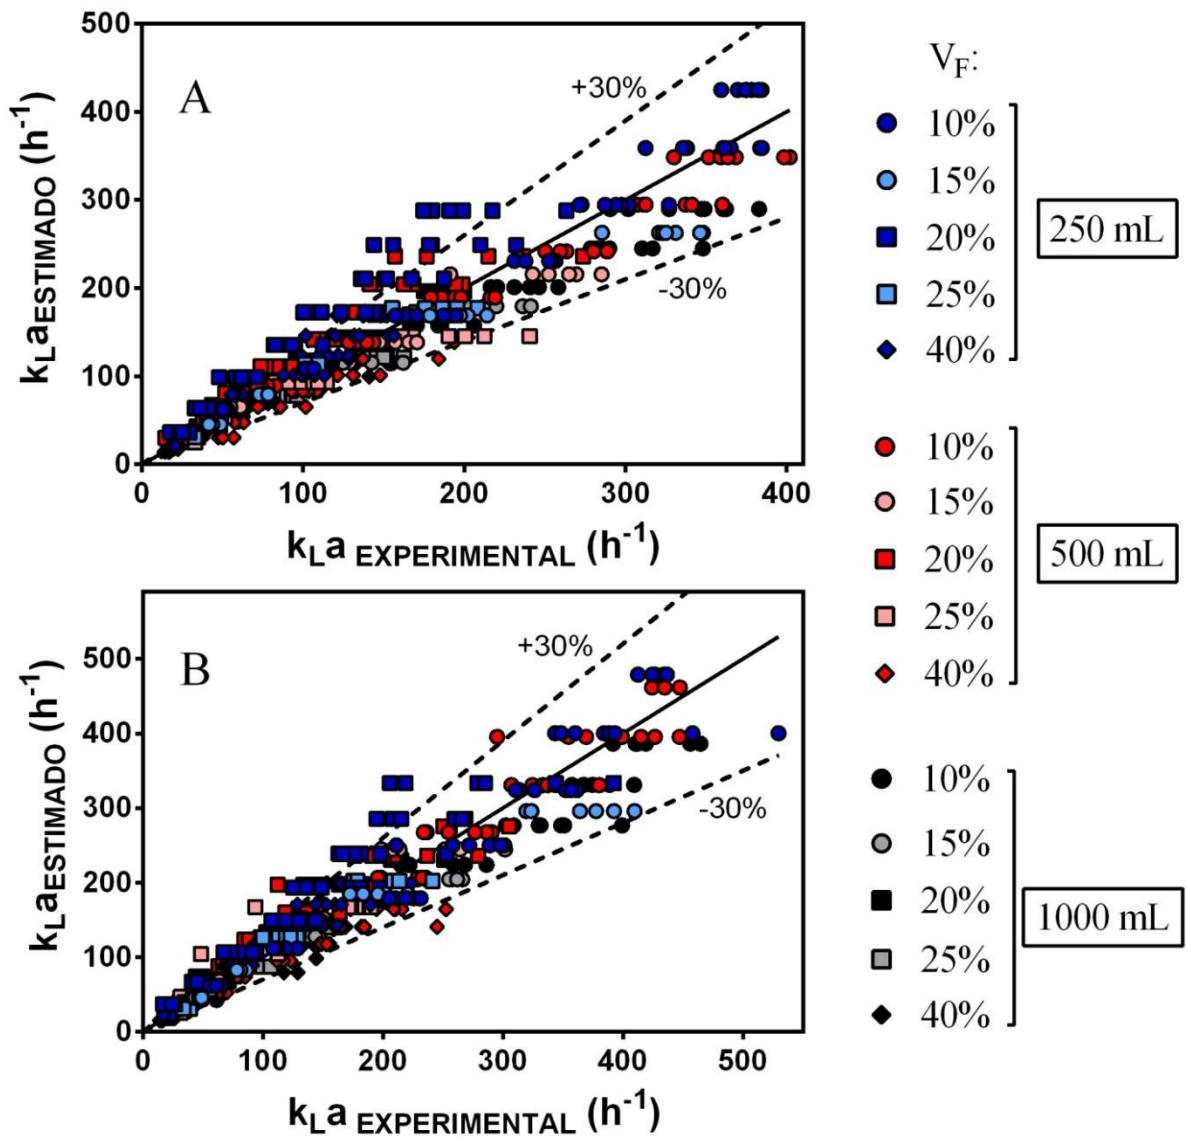 A
+30%
-30%
500
400
300
200
100
0
0 100 200 300 400
kLaESTIMADO (h-1)
kLa EXPERIMENTAL (h-1)
B
+30%
-30%
500
400
300
200
100
0
0 100 200 300 400 500
kLaESTIMADO (h-1)
kLa EXPERIMENTAL (h-1)
VF:
10%
15%
20%
25%
40%
250 mL
10%
15%
20%
25%
40%
500 mL
10%
15%
20%
25%
40%
1000 mL